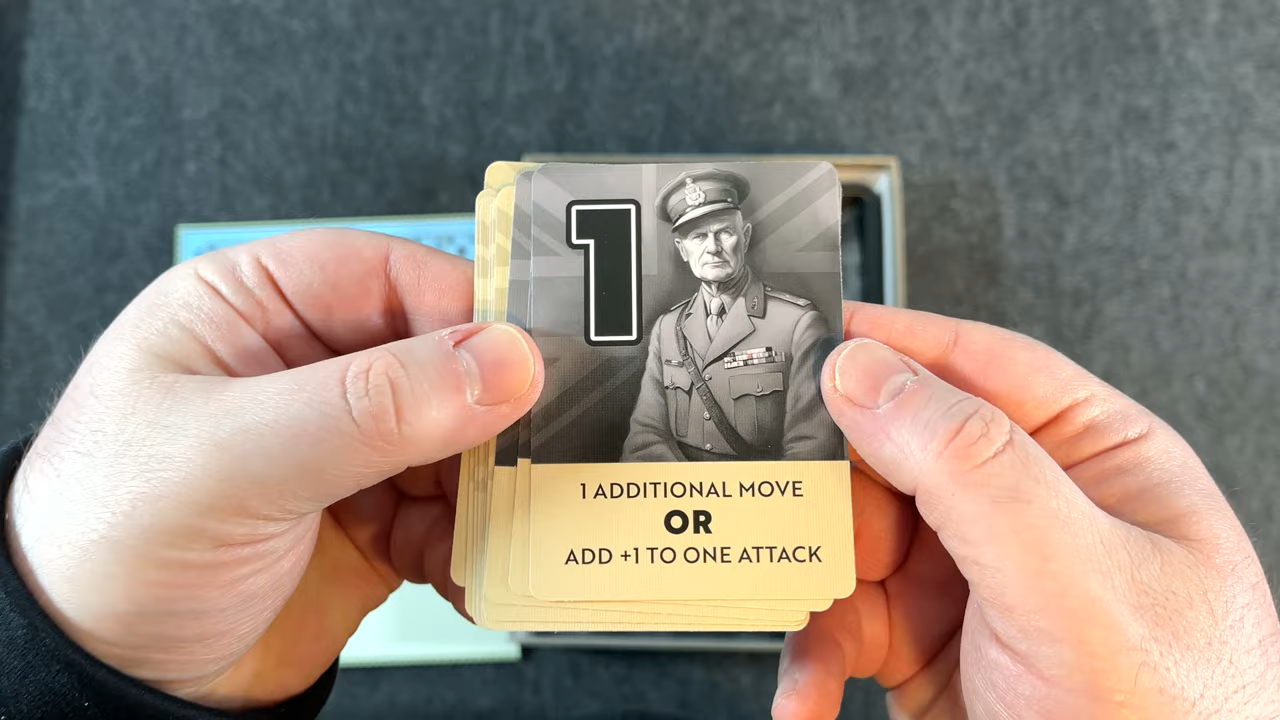 1
1 ADDITIONAL MOVE
OR
ADD +1 TO ONE ATTACK